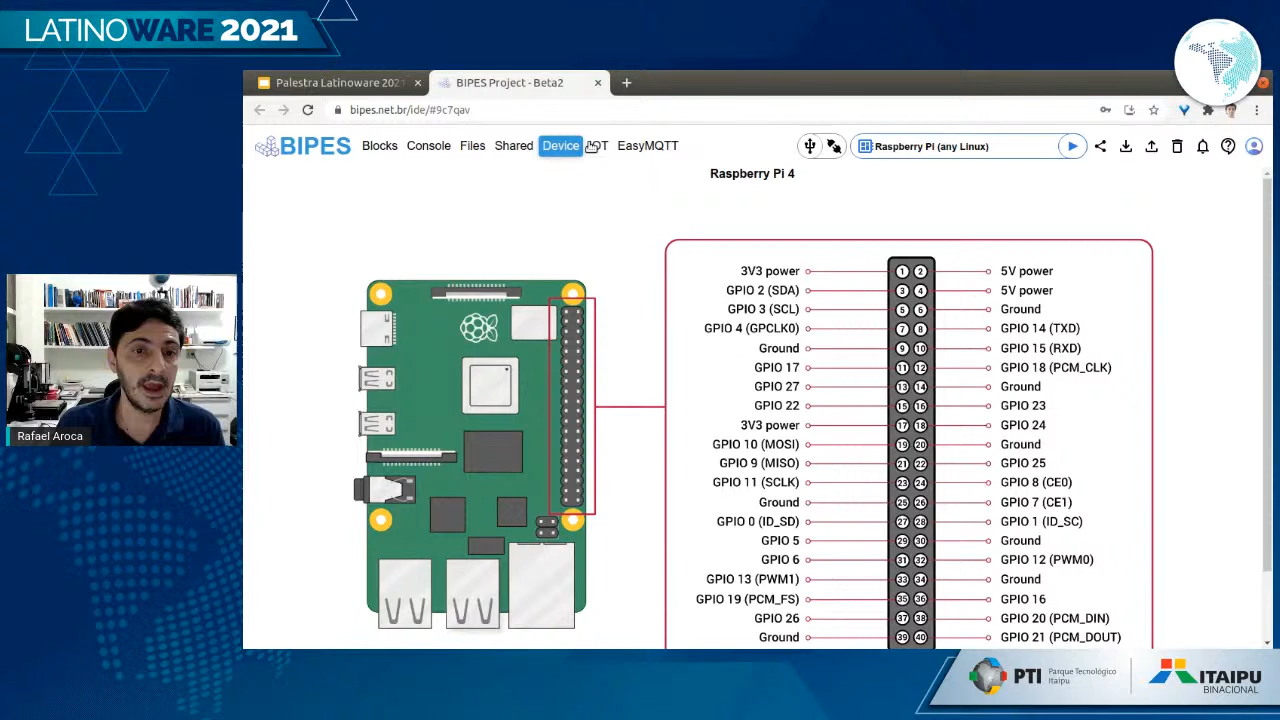 LATINOWARE 2021
Palestra Latinoware 2021
BIPES Project - Beta2
bipes.net.br/ide/#9c7qav
BIPES
Blocks
Console
Files
Shared
Device
EasyMQTT
Raspberry Pi (any Linux)
Raspberry Pi 4
3V3 power 1 2 5V power
GPIO 2 (SDA) 3 4 5V power
GPIO 3 (SCL) 5 6 Ground
GPIO 4 (GPCLK0) 7 8 GPIO 14 (TXD)
Ground 9 10 GPIO 15 (RXD)
GPIO 17 11 12 GPIO 18 (PCM_CLK)
GPIO 27 13 14 Ground
GPIO 22 15 16 GPIO 23
3V3 power 17 18 GPIO 24
GPIO 10 (MOSI) 19 20 Ground
GPIO 9 (MISO) 21 22 GPIO 25
GPIO 11 (SCLK) 23 24 GPIO 8 (CE0)
Ground 25 26 GPIO 7 (CE1)
GPIO 0 (ID_SD) 27 28 GPIO 1 (ID_SC)
GPIO 5 29 30 Ground
GPIO 6 31 32 GPIO 12 (PWM0)
GPIO 13 (PWM1) 33 34 Ground
GPIO 19 (PCM_FS) 35 36 GPIO 16
GPIO 26 37 38 GPIO 20 (PCM_DIN)
Ground 39 40 GPIO 21 (PCM_DOUT)
Rafael Aroca
PTI Parque Tecnológico
Itaipu
ITAIPU
BINACIONAL